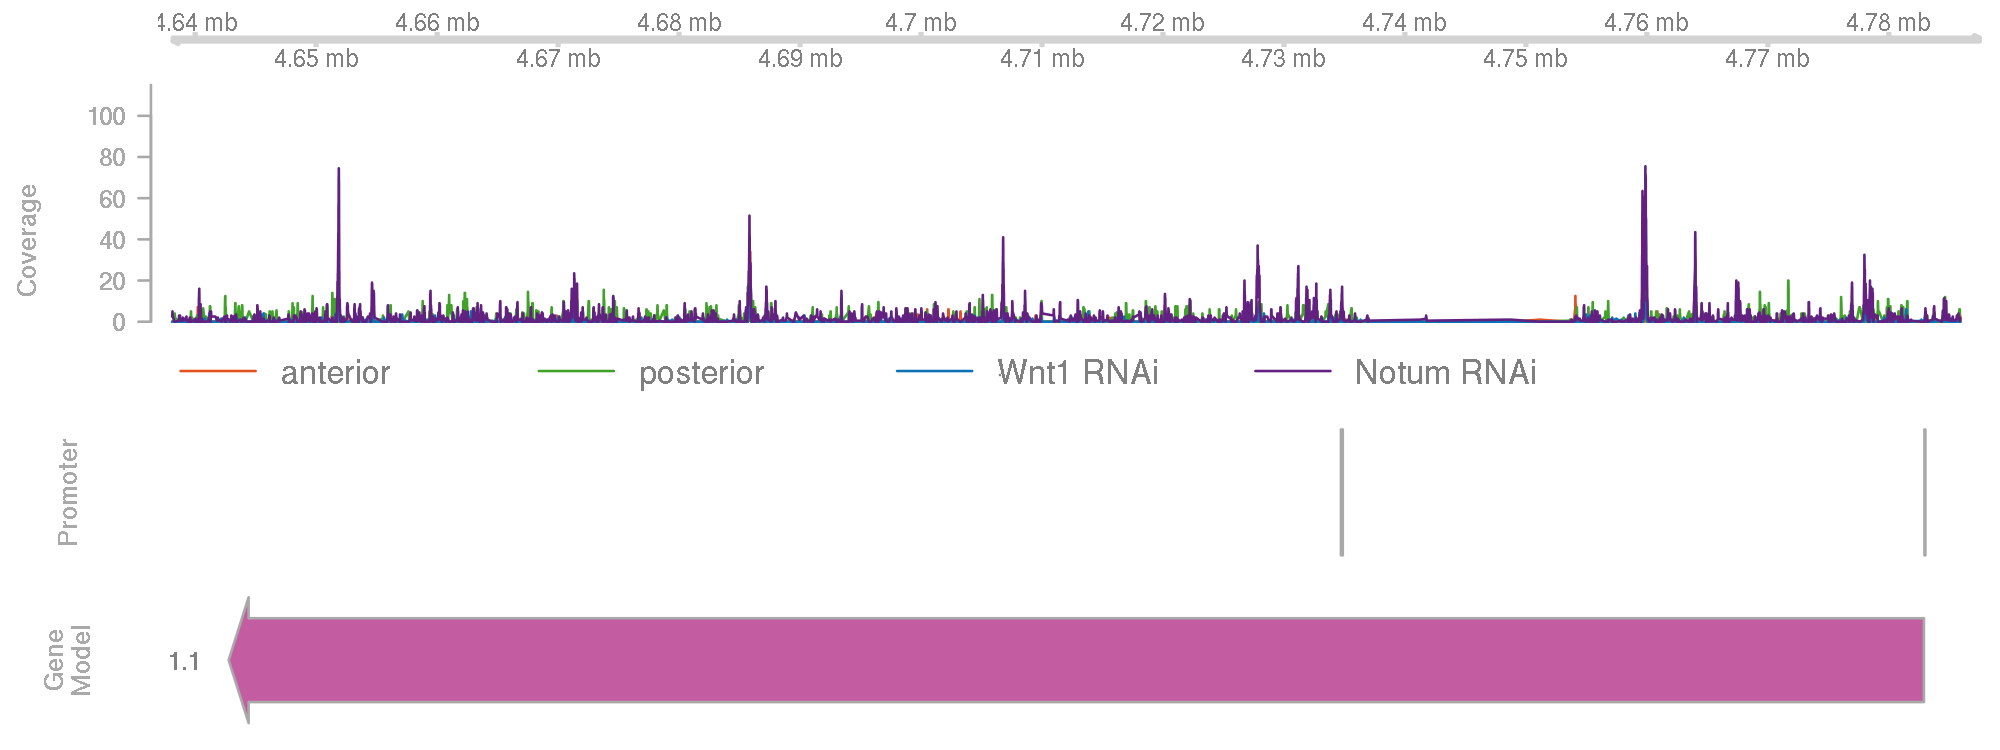 4.64 mb 4.66 mb 4.68 mb 4.7 mb 4.72 mb 4.74 mb 4.76 mb 4.78 mb
4.65 mb 4.67 mb 4.69 mb 4.71 mb 4.73 mb 4.75 mb 4.77 mb
Coverage
100
80
60
40
20
0
anterior posterior Wnt1 RNAi Notum RNAi
Promoter
Gene
Model
1.1